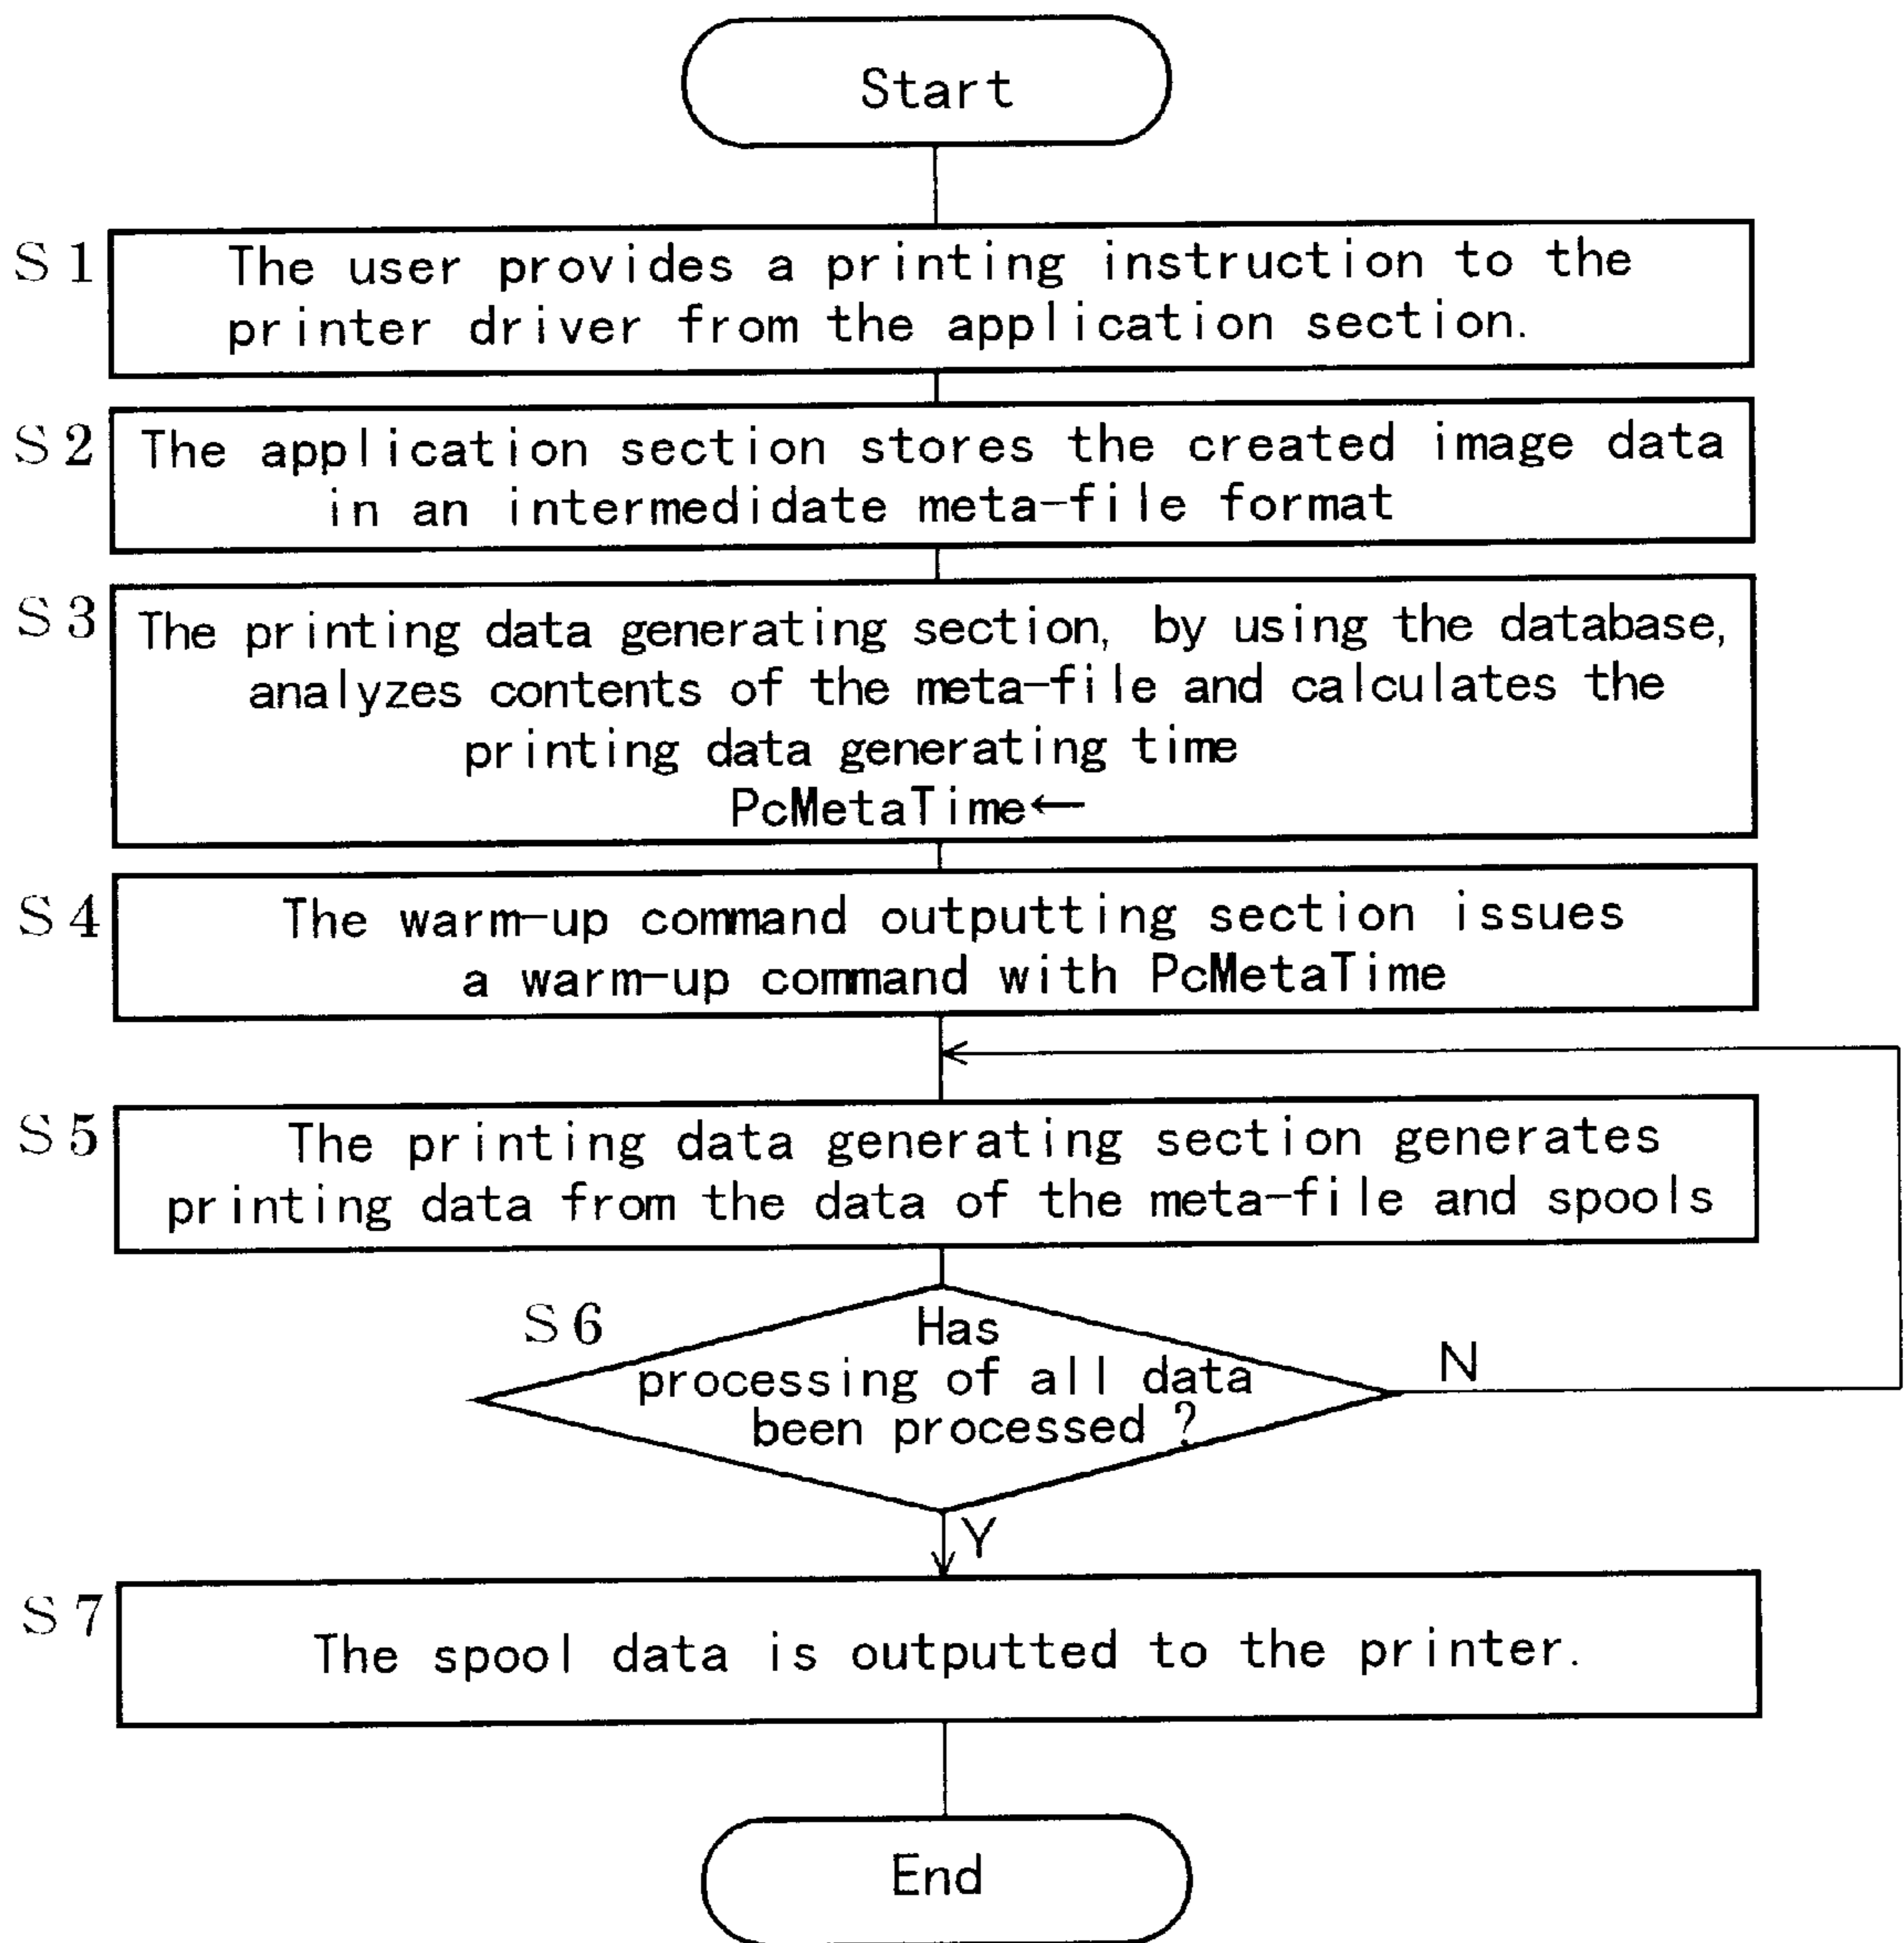 Start
S1
The user provides a printing instruction to the
printer driver from the application section.
S2
The application section stores the created image data
in an intermedidate meta-file format
S3
The printing data generating section, by using the database,
analyzes contents of the meta-file and calculates the
printing data generating time
PcMetaTime←
S4
The warm-up command outputting section issues
a warm-up command with PcMetaTime
S5
The printing data generating section generates
printing data from the data of the meta-file and spools
S6
Has
processing of all data
been processed ?
N
Y
S7
The spool data is outputted to the printer.
End